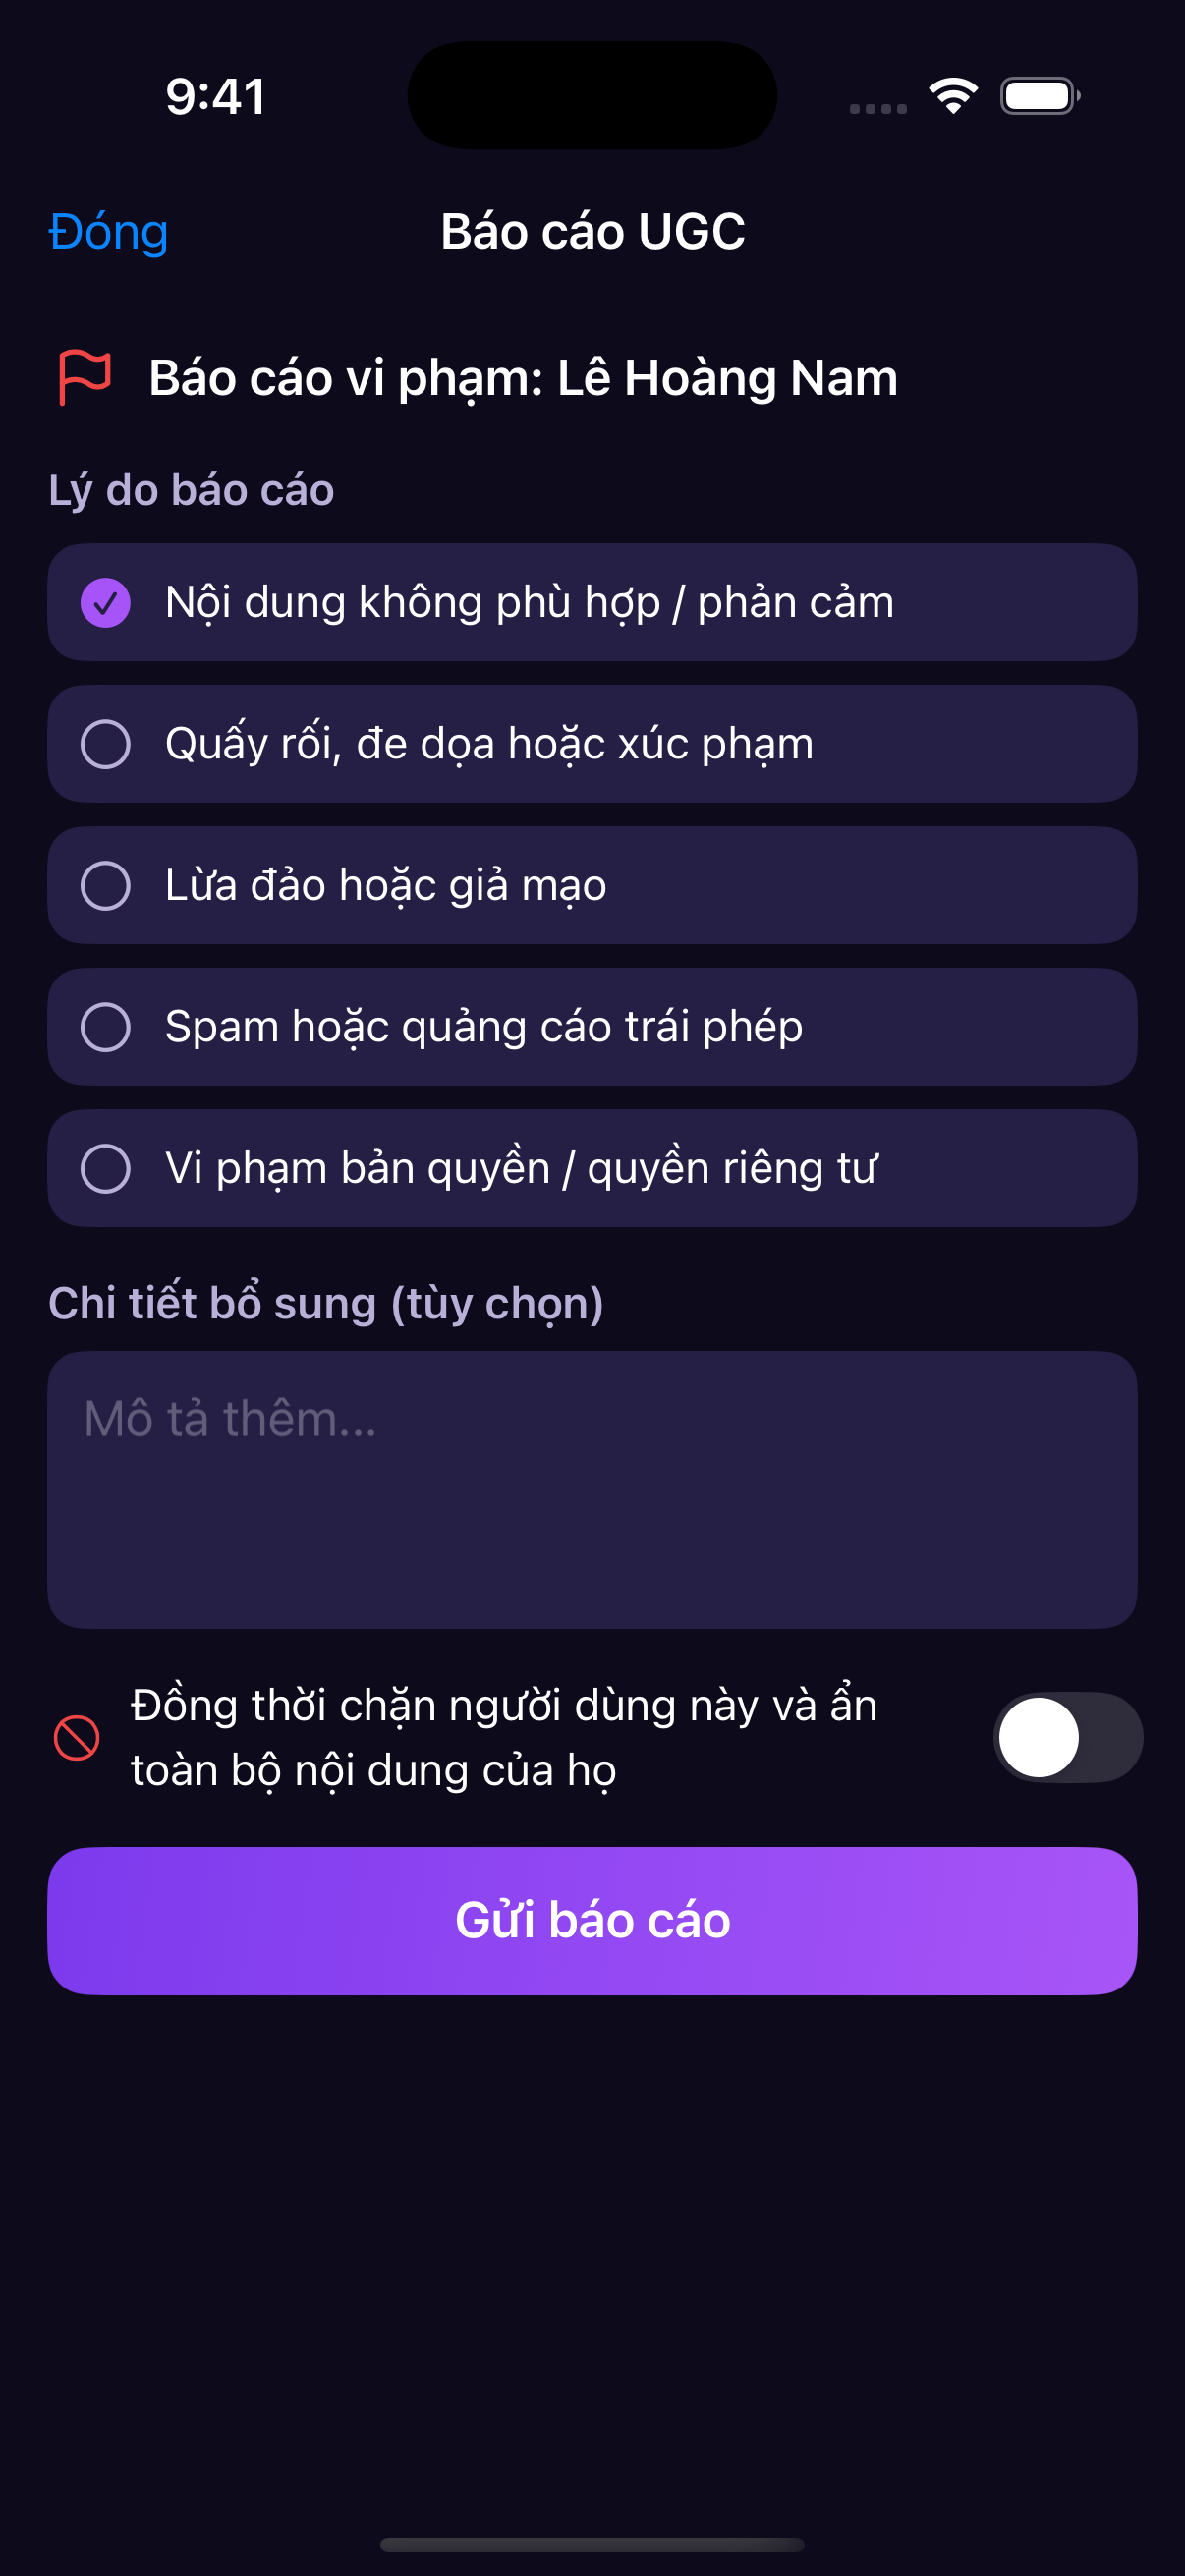 9:41
Đóng
Báo cáo UGC
Báo cáo vi phạm: Lê Hoàng Nam
Lý do báo cáo
Nội dung không phù hợp / phản cảm
Quấy rối, đe dọa hoặc xúc phạm
Lừa đảo hoặc giả mạo
Spam hoặc quảng cáo trái phép
Vi phạm bản quyền / quyền riêng tư
Chi tiết bổ sung (tùy chọn)
Mô tả thêm...
Đồng thời chặn người dùng này và ẩn
toàn bộ nội dung của họ
Gửi báo cáo